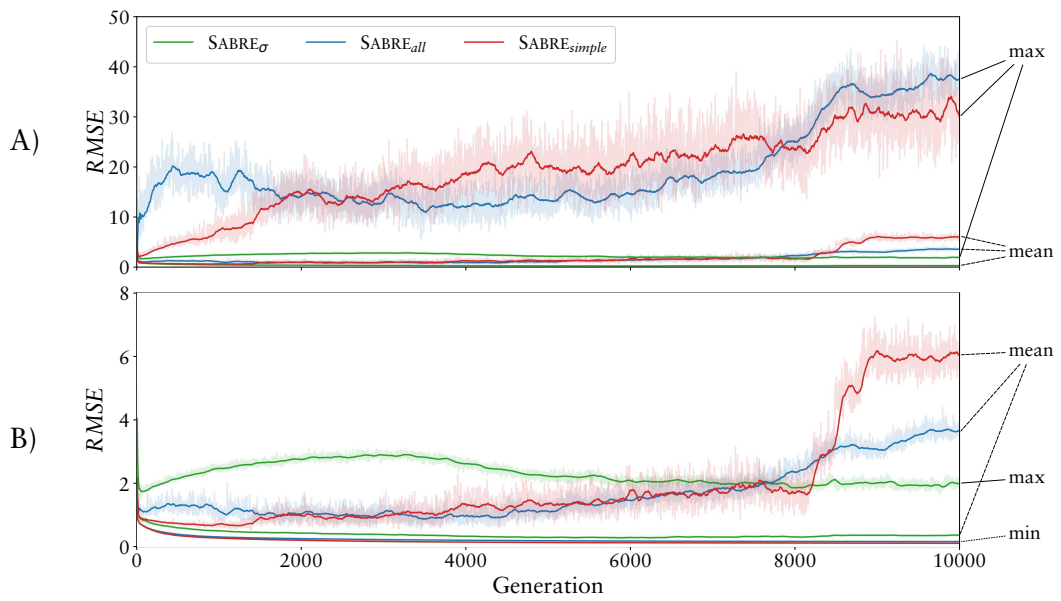 50
SABREσ
SABREall
SABREsimple
max
40
30
A)
RMSE
20
10
mean
0
8
mean
6
4
B)
RMSE
max
2
min
0
0
2000
4000
6000
8000
10000
Generation